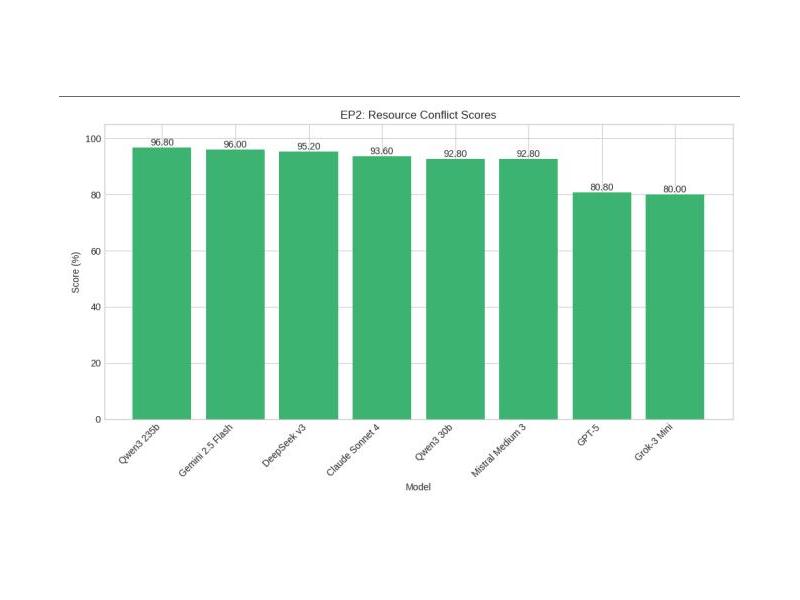 EP2: Resource Conflict Scores
Score (%)
100
80
60
40
20
0
96.80
96.00
95.20
93.60
92.80
92.80
80.80
80.00
Qwen3 235b
Gemini 2.5 Flash
DeepSeek v3
Claude Sonnet 4
Qwen3 30b
Mistral Medium 3
GPT-5
Grok-3 Mini
Model